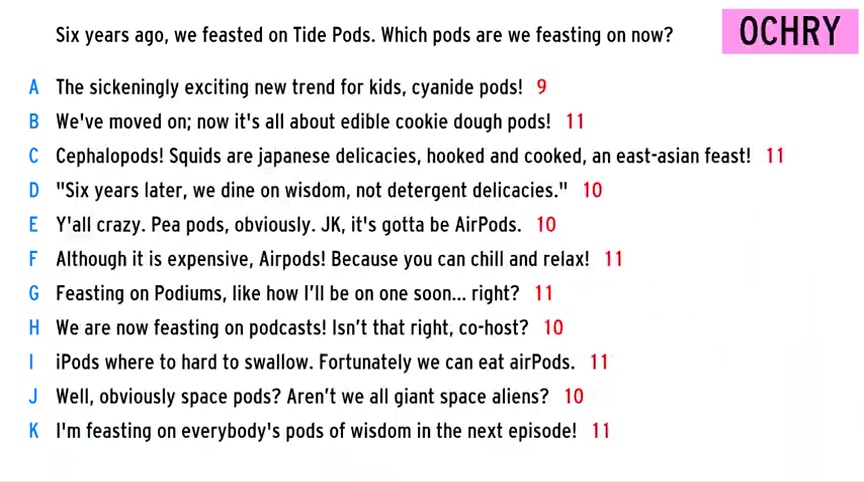 Six years ago, we feasted on Tide Pods. Which pods are we feasting on now?
OCHRY
A The sickeningly exciting new trend for kids, cyanide pods! 9
B We've moved on; now it's all about edible cookie dough pods! 11
C Cephalopods! Squids are japanese delicacies, hooked and cooked, an east-asian feast! 11
D "Six years later, we dine on wisdom, not detergent delicacies." 10
E Y'all crazy. Pea pods, obviously. JK, it's gotta be AirPods. 10
F Although it is expensive, Airpods! Because you can chill and relax! 11
G Feasting on Podiums, like how I’ll be on one soon... right? 11
H We are now feasting on podcasts! Isn’t that right, co-host? 10
I iPods where to hard to swallow. Fortunately we can eat airPods. 11
J Well, obviously space pods? Aren’t we all giant space aliens? 10
K I'm feasting on everybody's pods of wisdom in the next episode! 11